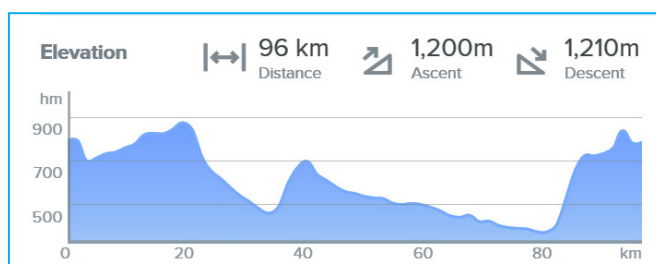 Elevation
96 km
Distance
1,200m
Ascent
1,210m
Descent
hm
900
700
500
0 20 40 60 80 km